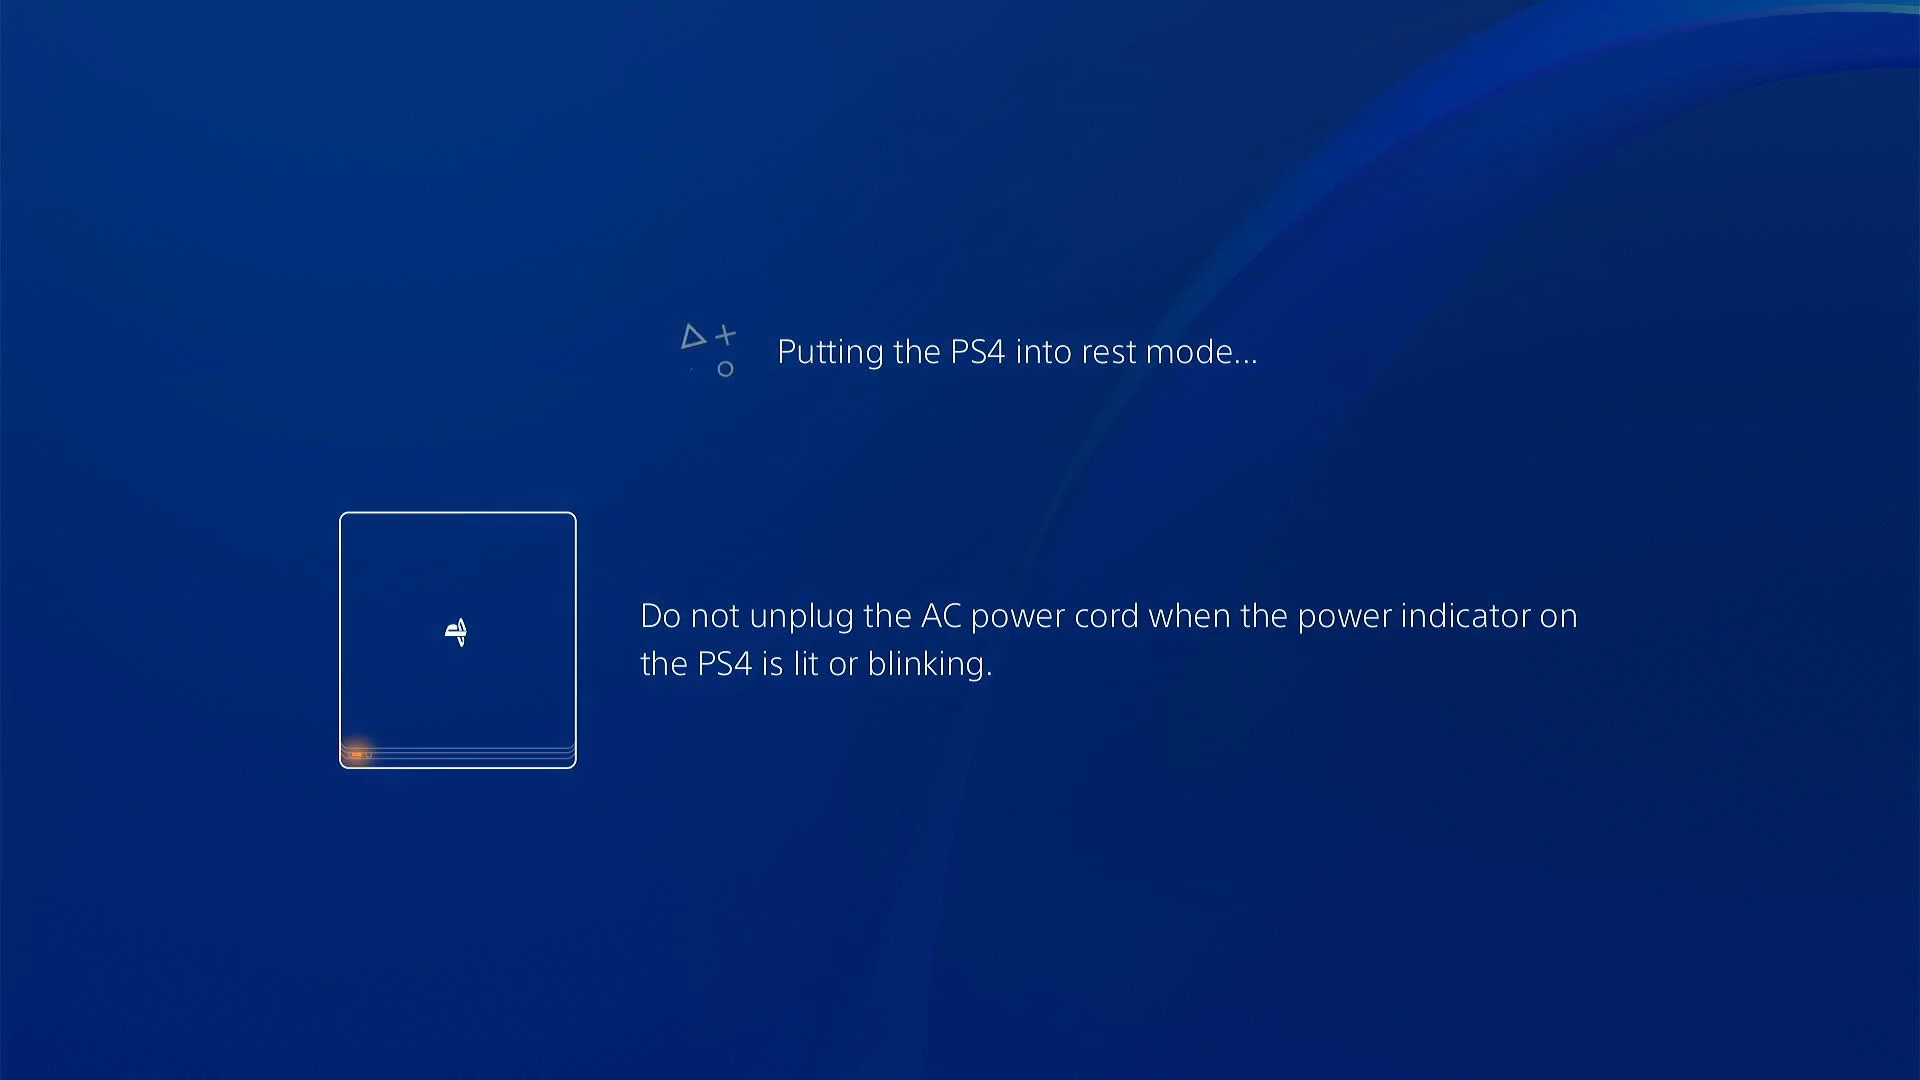 Putting the PS4 into rest mode...
Do not unplug the AC power cord when the power indicator on
the PS4 is lit or blinking.